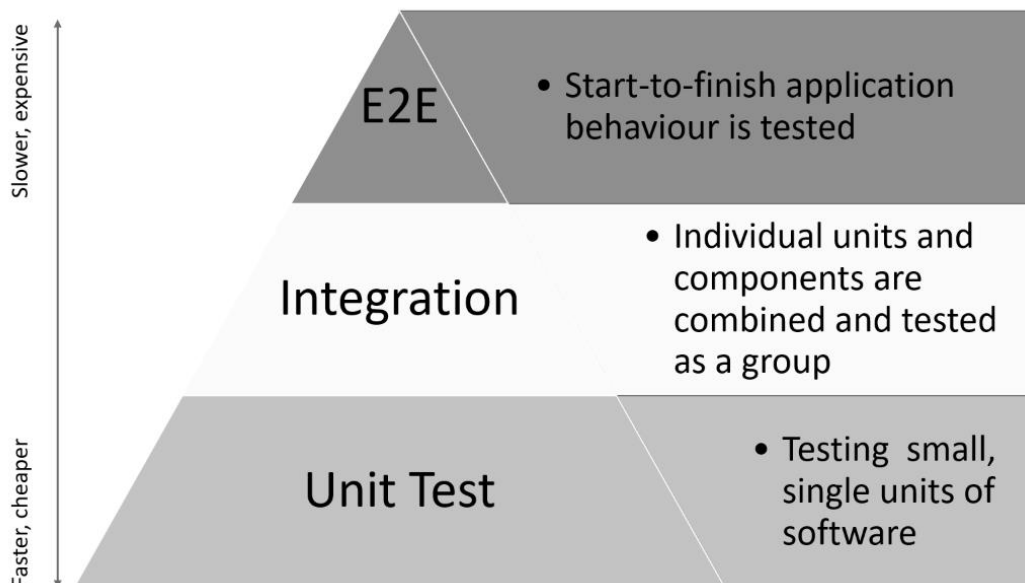 Slower, expensive
E2E
• Start-to-finish application
behaviour is tested
Integration
• Individual units and
components are
combined and tested
as a group
Faster, cheaper
Unit Test
• Testing small,
single units of
software